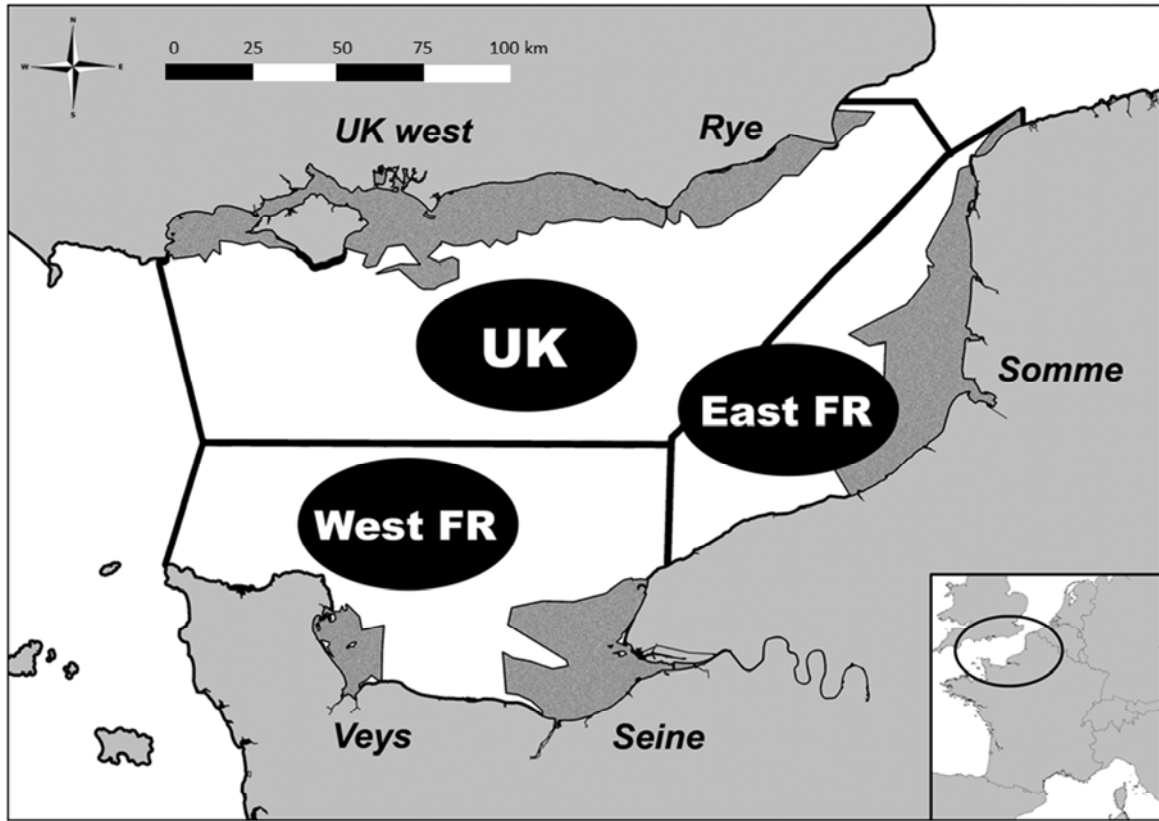 N
W E
S
0 25 50 75 100 km
UK west
Rye
UK
Somme
East FR
West FR
Veys
Seine